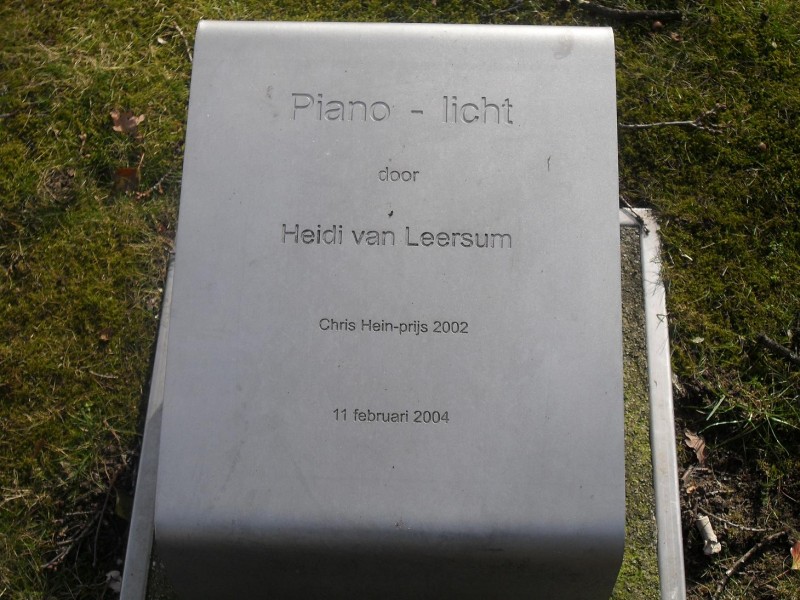 Piano - licht
door
Heidi van Leersum
Chris Hein-prijs 2002
11 februari 2004